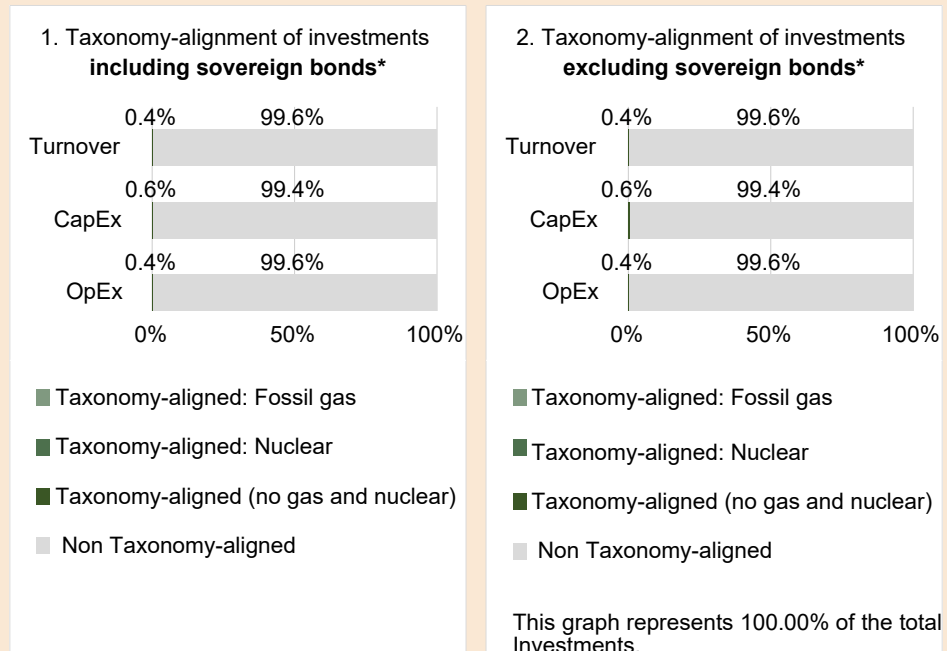 1. Taxonomy-alignment of investments
including sovereign bonds*
0.4% 99.6%
Turnover
0.6% 99.4%
CapEx
0.4% 99.6%
OpEx
0% 50% 100%
Taxonomy-aligned: Fossil gas
Taxonomy-aligned: Nuclear
Taxonomy-aligned (no gas and nuclear)
Non Taxonomy-aligned
2. Taxonomy-alignment of investments
excluding sovereign bonds*
0.4% 99.6%
Turnover
0.6% 99.4%
CapEx
0.4% 99.6%
OpEx
0% 50% 100%
Taxonomy-aligned: Fossil gas
Taxonomy-aligned: Nuclear
Taxonomy-aligned (no gas and nuclear)
Non Taxonomy-aligned
This graph represents 100.00% of the total
Investments.